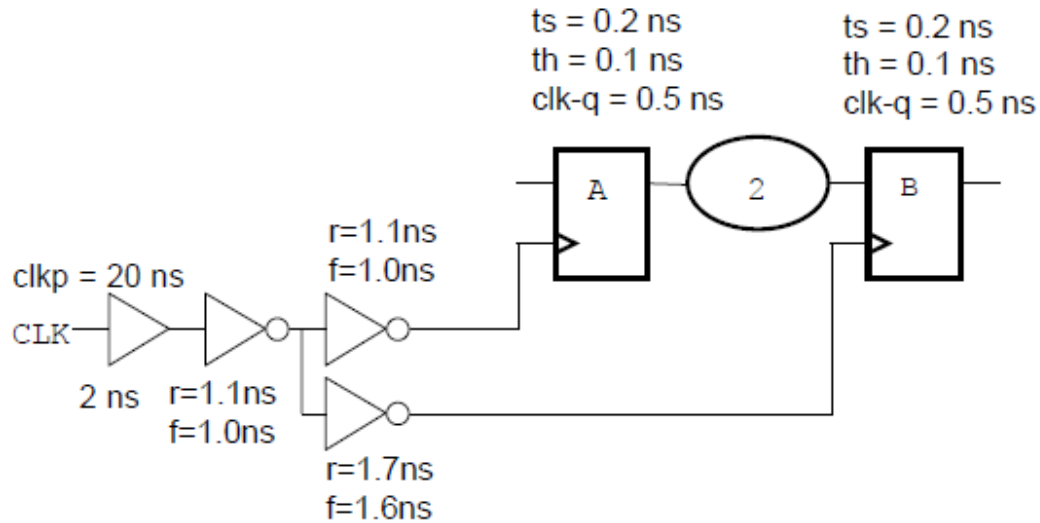 ts = 0.2 ns
th = 0.1 ns
clk-q = 0.5 ns
ts = 0.2 ns
th = 0.1 ns
clk-q = 0.5 ns
A
2
B
r=1.1ns
f=1.0ns
clkp = 20 ns
CLK
2 ns
r=1.1ns
f=1.0ns
r=1.7ns
f=1.6ns